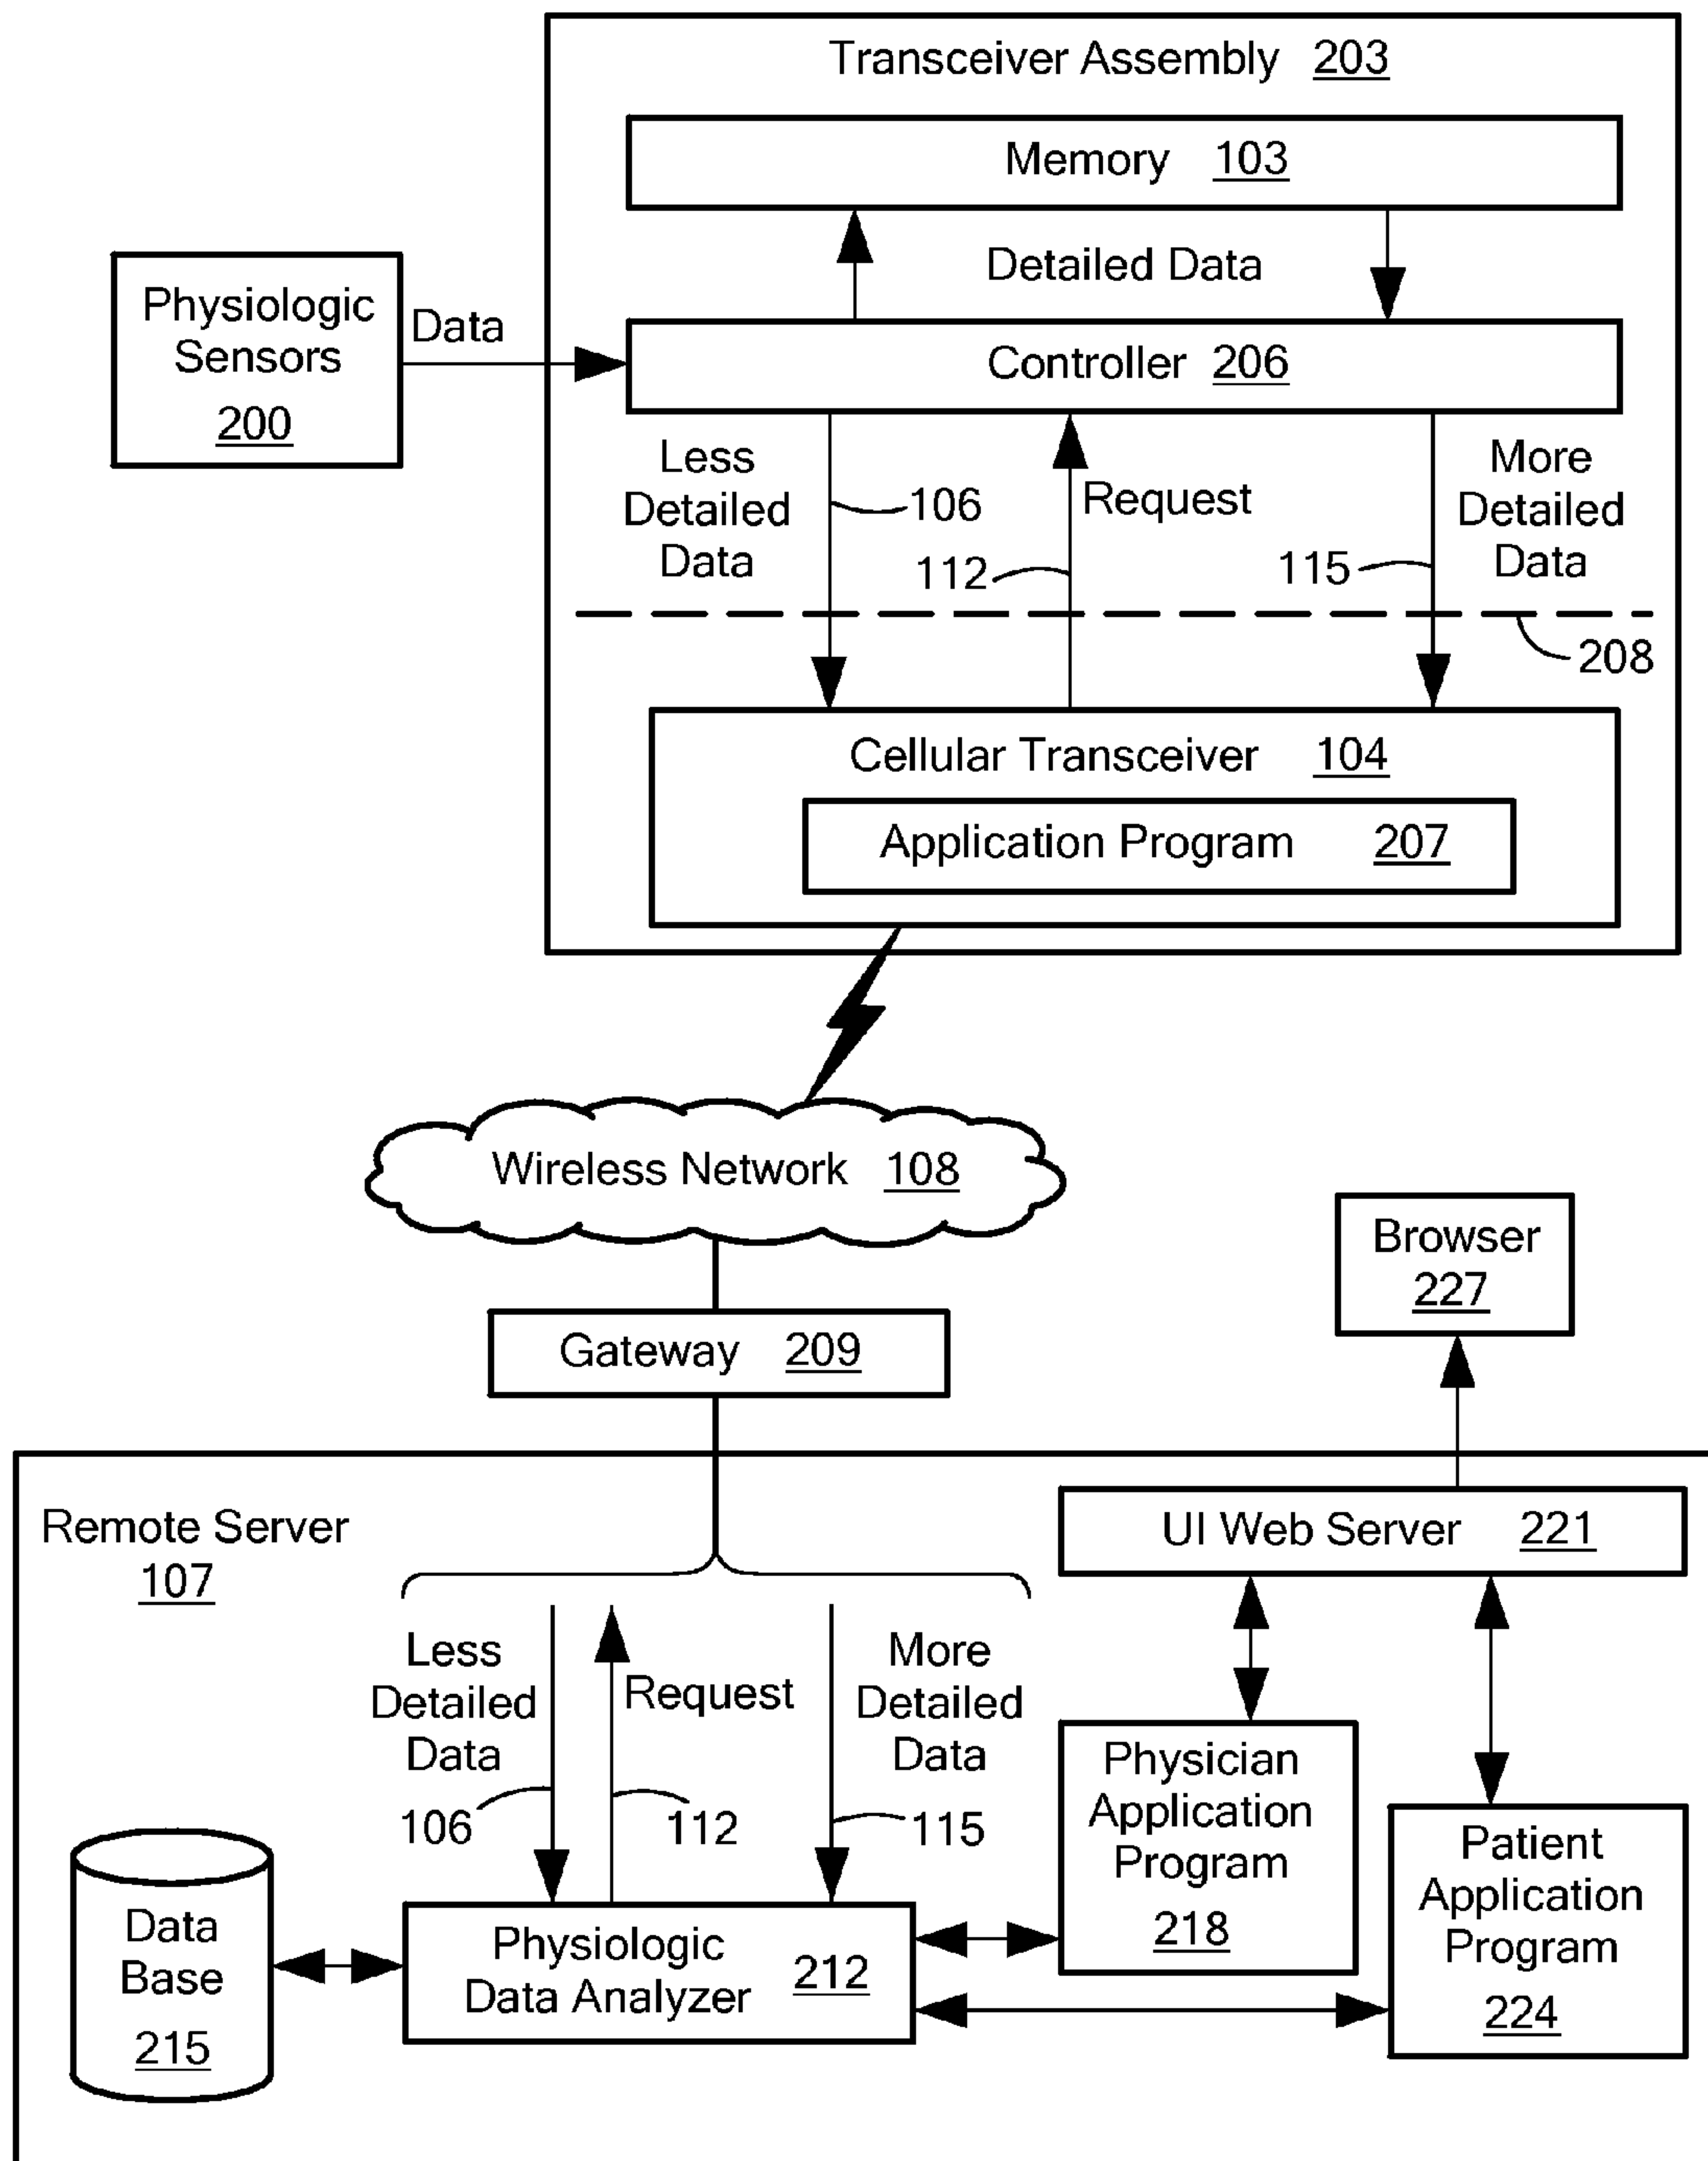 Transceiver Assembly 203
Memory 103
Detailed Data
Physiologic
Sensors
200
Data
Controller 206
Less
Detailed
Data
106
112
Request
115
More
Detailed
Data
208
Cellular Transceiver 104
Application Program 207
Wireless Network 108
Gateway 209
Browser
227
Remote Server
107
UI Web Server 221
Less
Detailed
Data
106
Request
112
More
Detailed
Data
115
Physician
Application
Program
218
Patient
Application
Program
224
Data
Base
215
Physiologic
Data Analyzer 212